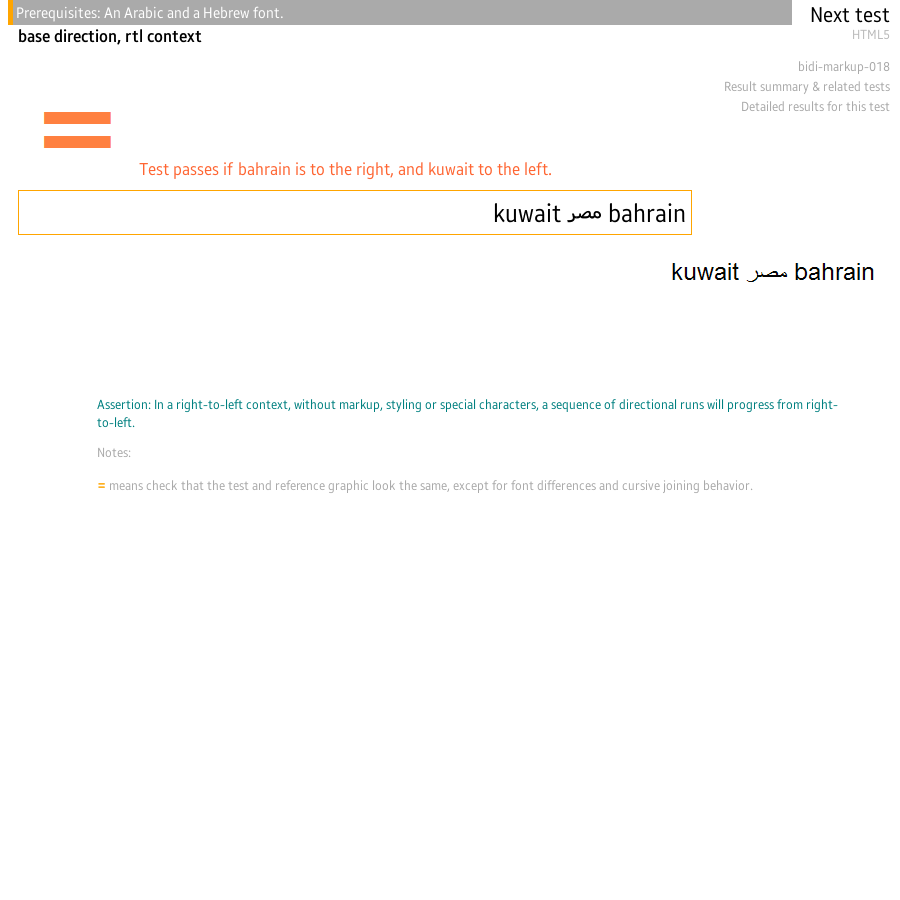 Prerequisites: An Arabic and a Hebrew font.
Next test
HTML5
base direction, rtl context
bidi-markup-018
Result summary & related tests
Detailed results for this test
=
Test passes if bahrain is to the right, and kuwait to the left.
bahrain مصر kuwait
bahrain مصر kuwait
Assertion: In a right-to-left context, without markup, styling or special characters, a sequence of directional runs will progress from right-
to-left.
Notes:
= means check that the test and reference graphic look the same, except for font differences and cursive joining behavior.